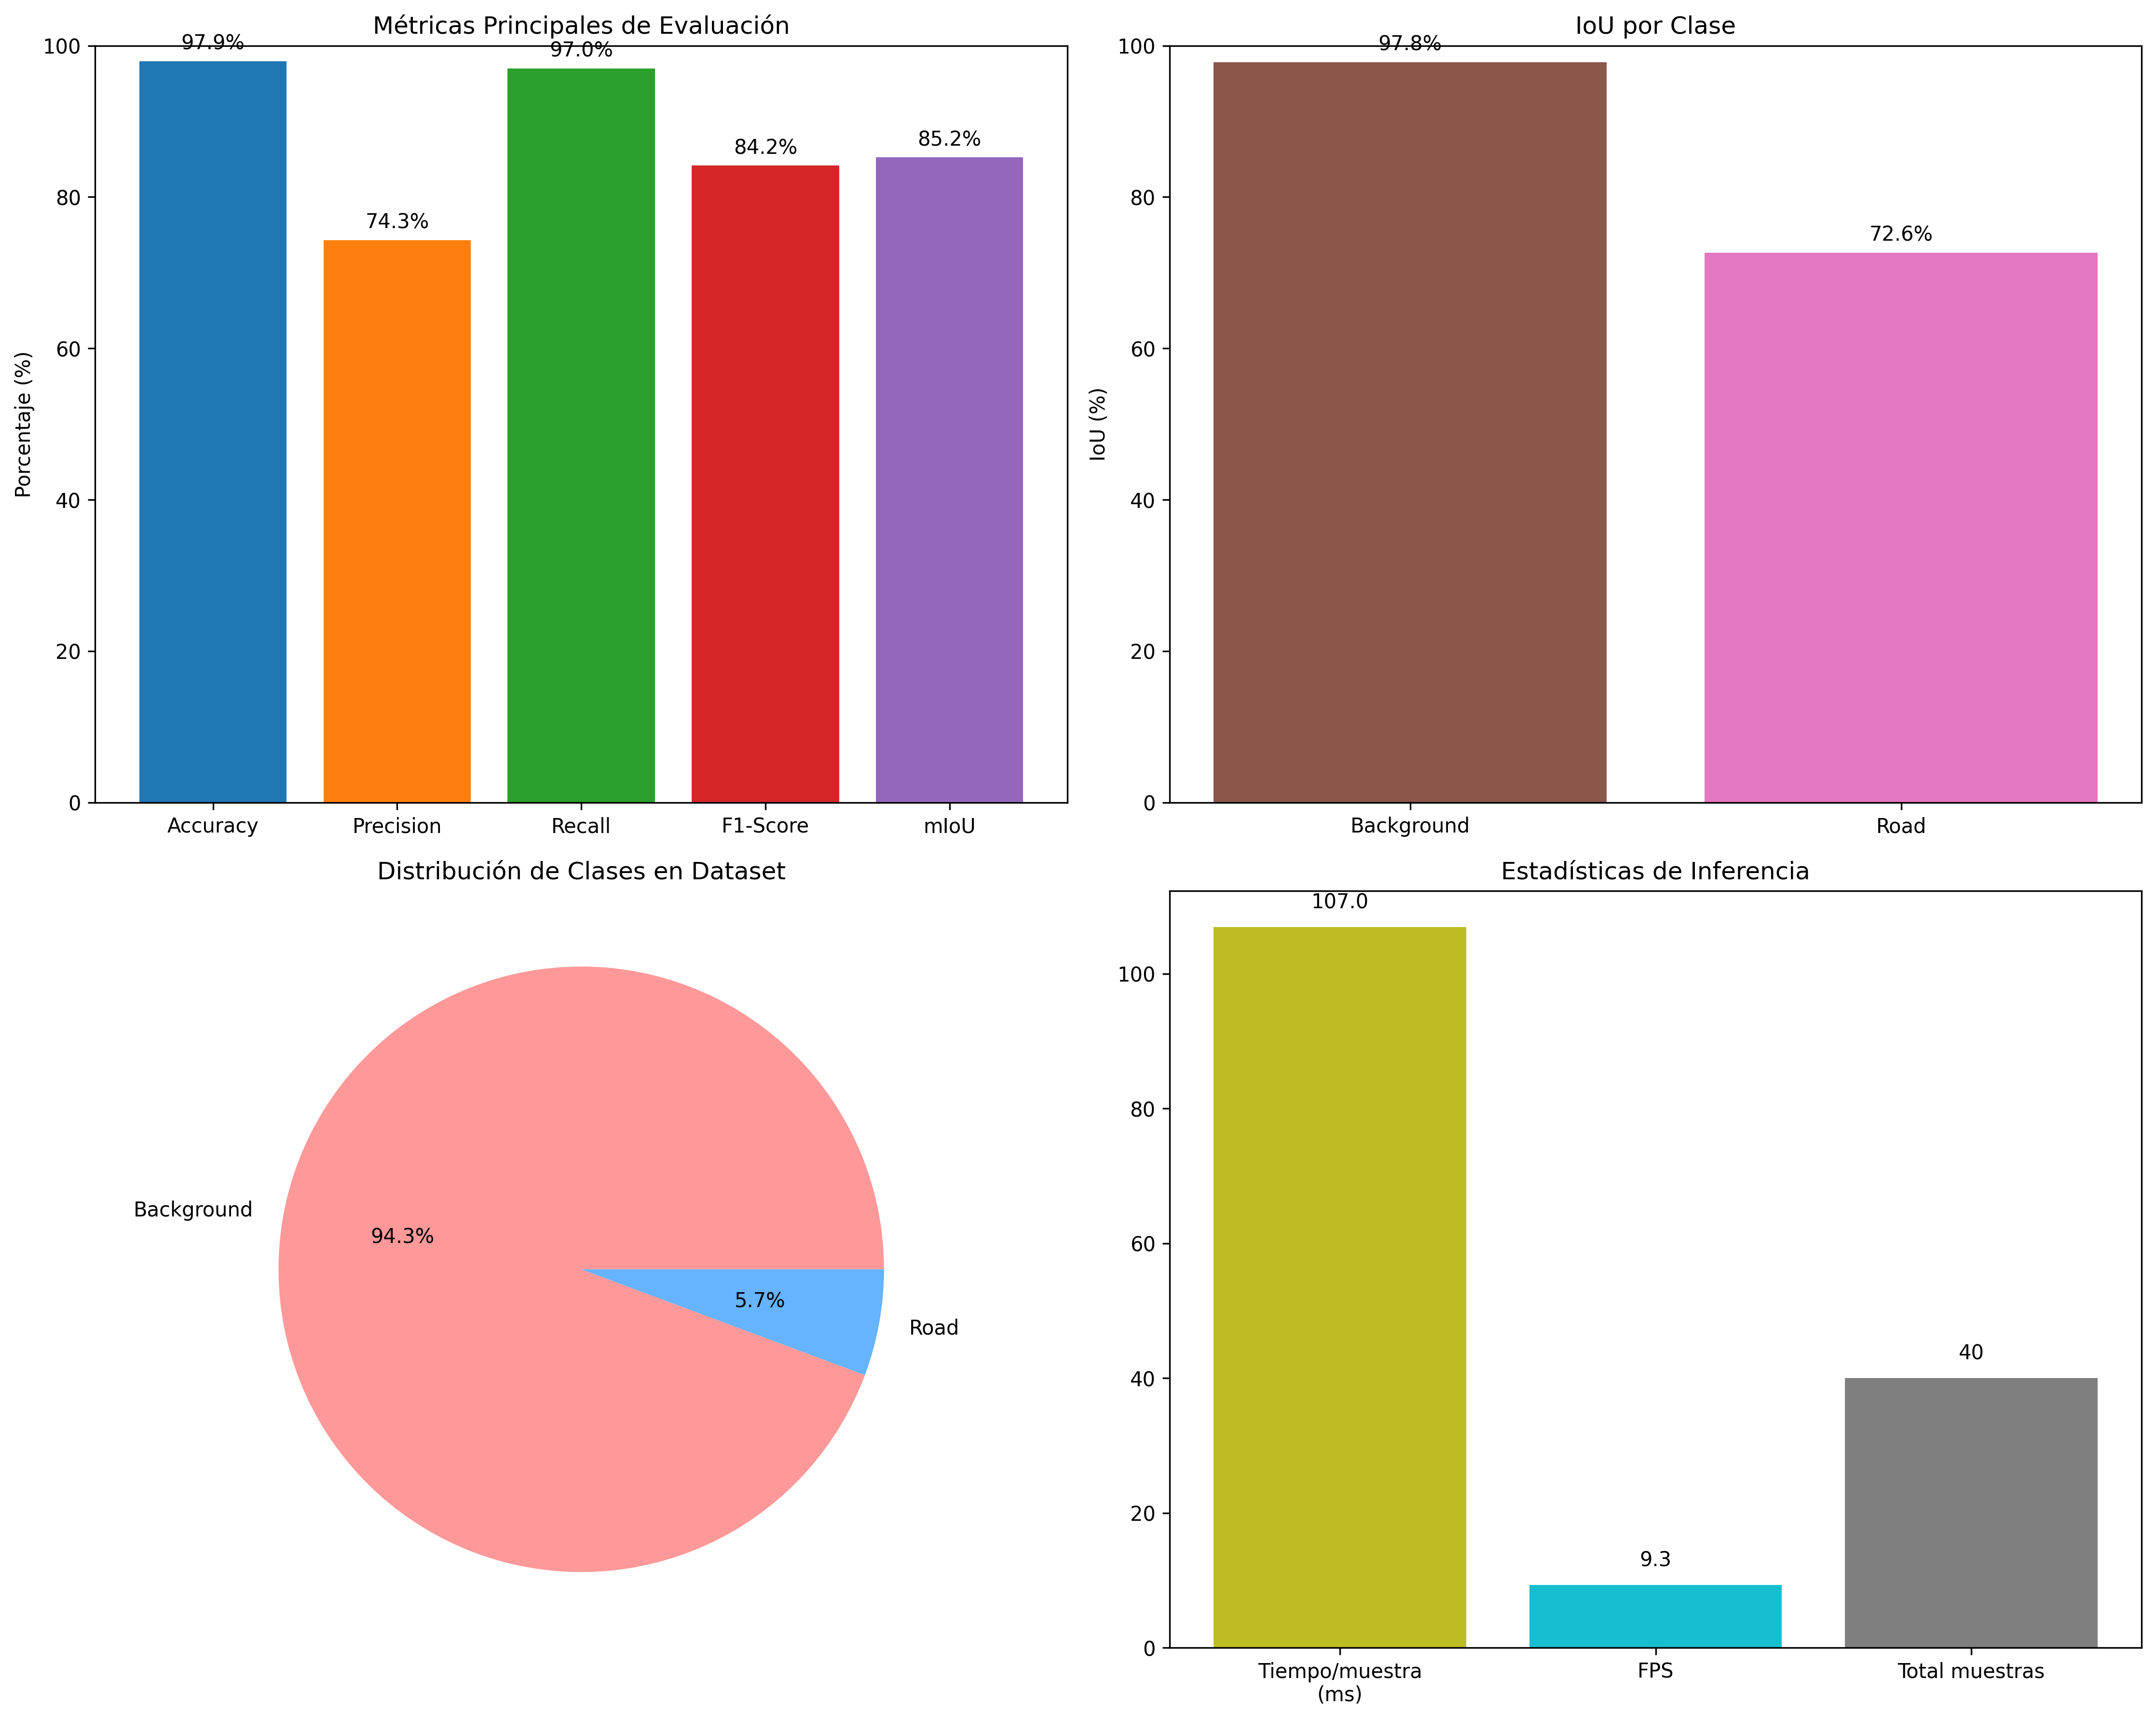 Métricas Principales de Evaluación
100
80
60
40
20
0
Porcentaje (%)
97.9%
74.3%
97.0%
84.2%
85.2%
Accuracy
Precision
Recall
F1-Score
mIoU
IoU por Clase
100
80
60
40
20
0
IoU (%)
97.8%
72.6%
Background
Road
Distribución de Clases en Dataset
Background
94.3%
5.7%
Road
Estadísticas de Inferencia
100
80
60
40
20
0
107.0
9.3
40
Tiempo/muestra
(ms)
FPS
Total muestras